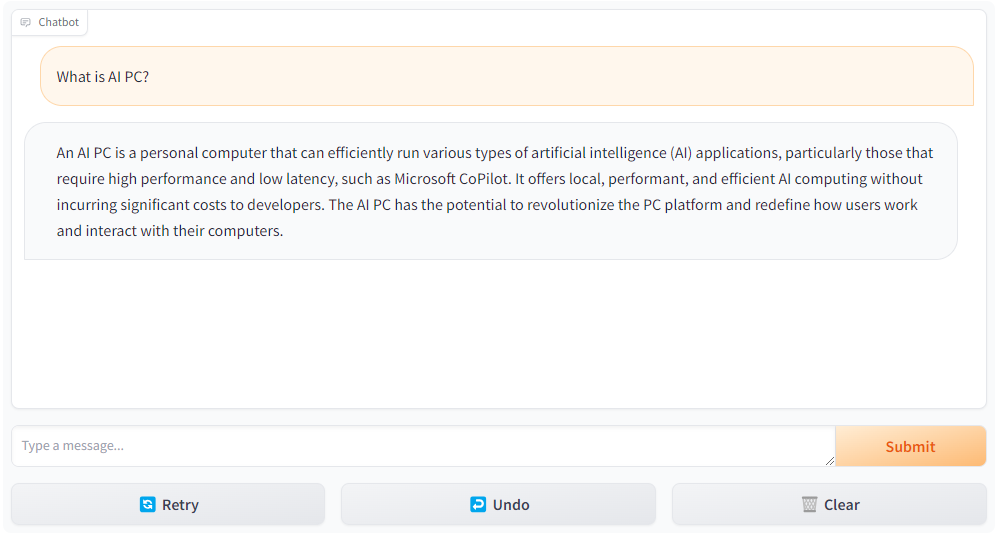 Chatbot
What is AI PC?
An AI PC is a personal computer that can efficiently run various types of artificial intelligence (AI) applications, particularly those that
require high performance and low latency, such as Microsoft CoPilot. It offers local, performant, and efficient AI computing without
incurring significant costs to developers. The AI PC has the potential to revolutionize the PC platform and redefine how users work
and interact with their computers.
Type a message...
Submit
Retry
Undo
Clear